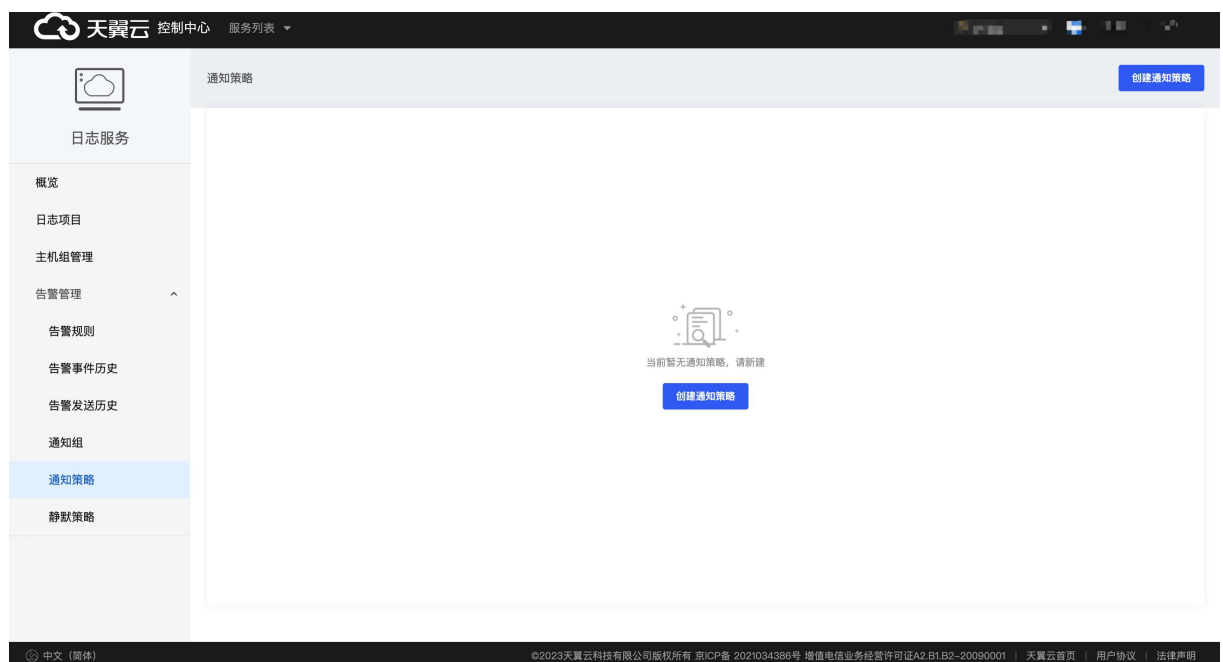 天翼云 控制中心 服务列表
日志服务
通知策略
创建通知策略
概览
日志项目
主机组管理
告警管理
告警规则
告警事件历史
告警发送历史
通知组
通知策略
静默策略
当前暂无通知策略，请新建
创建通知策略
中文（简体）
©2023天翼云科技有限公司版权所有 京ICP备 2021034386号 增值电信业务经营许可证A2.B1.B2-20090001 | 天翼云首页 | 用户协议 | 法律声明